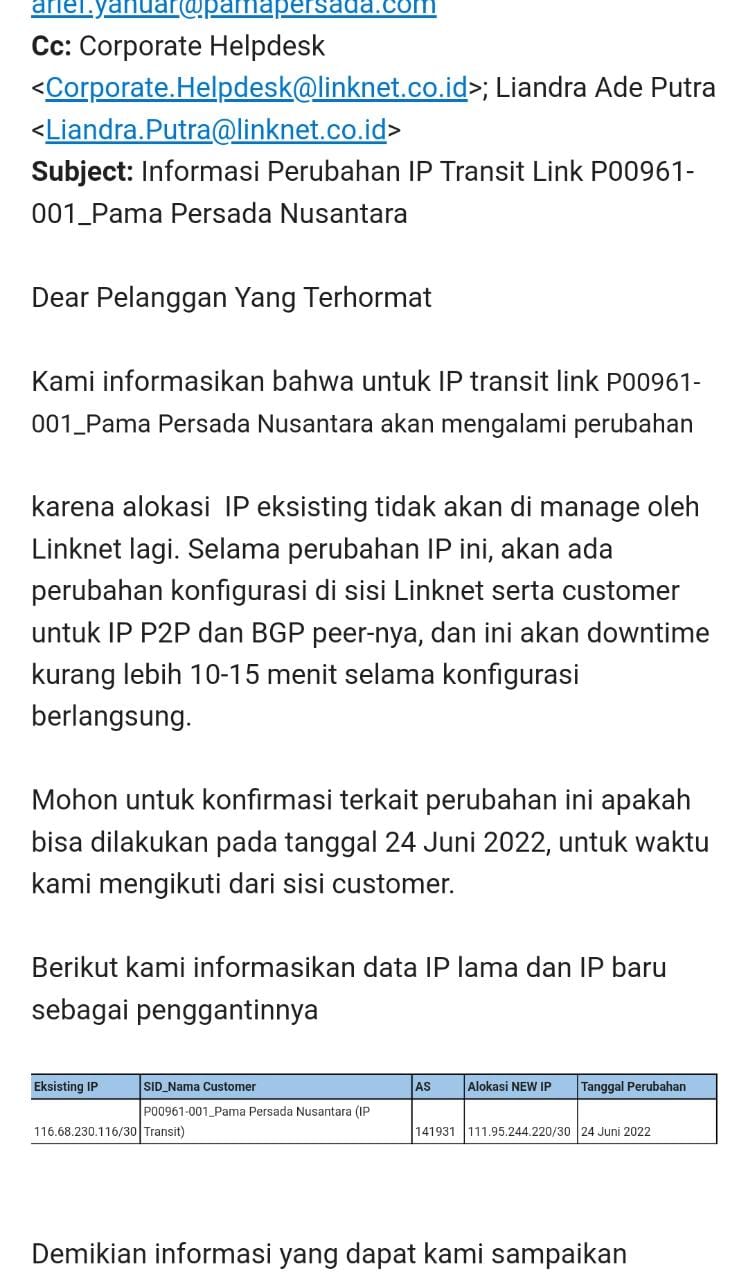 arief.yanuar@pamapersada.com
Cc: Corporate Helpdesk
<Corporate.Helpdesk@linknet.co.id>; Liandra Ade Putra
<Liandra.Putra@linknet.co.id>
Subject: Informasi Perubahan IP Transit Link P00961-
001_Pama Persada Nusantara
Dear Pelanggan Yang Terhormat
Kami informasikan bahwa untuk IP transit link P00961-
001_Pama Persada Nusantara akan mengalami perubahan
karena alokasi  IP eksisting tidak akan di manage oleh
Linknet lagi. Selama perubahan IP ini, akan ada
perubahan konfigurasi di sisi Linknet serta customer
untuk IP P2P dan BGP peer-nya, dan ini akan downtime
kurang lebih 10-15 menit selama konfigurasi
berlangsung.
Mohon untuk konfirmasi terkait perubahan ini apakah
bisa dilakukan pada tanggal 24 Juni 2022, untuk waktu
kami mengikuti dari sisi customer.
Berikut kami informasikan data IP lama dan IP baru
sebagai penggantinnya
Eksisting IP SID_Nama Customer AS Alokasi NEW IP Tanggal Perubahan
P00961-001_Pama Persada Nusantara (IP
116.68.230.116/30 Transit) 141931 111.95.244.220/30 24 Juni 2022
Demikian informasi yang dapat kami sampaikan